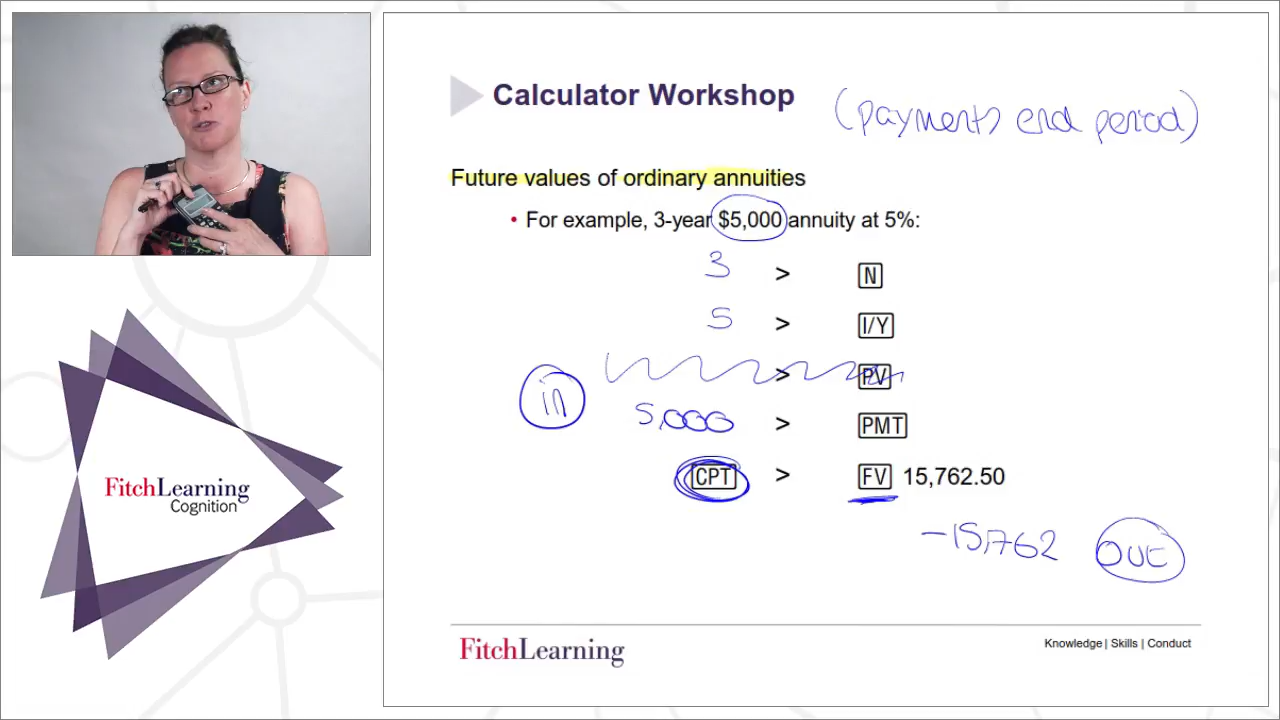 Calculator Workshop
(payments end period)
Future values of ordinary annuities
• For example, 3-year $5,000 annuity at 5%:
3 > N
5 > I/Y
> PV
in
5,000 > PMT
CPT > FV 15,762.50
-15,762 OUT
FitchLearning
Cognition
FitchLearning
Knowledge | Skills | Conduct